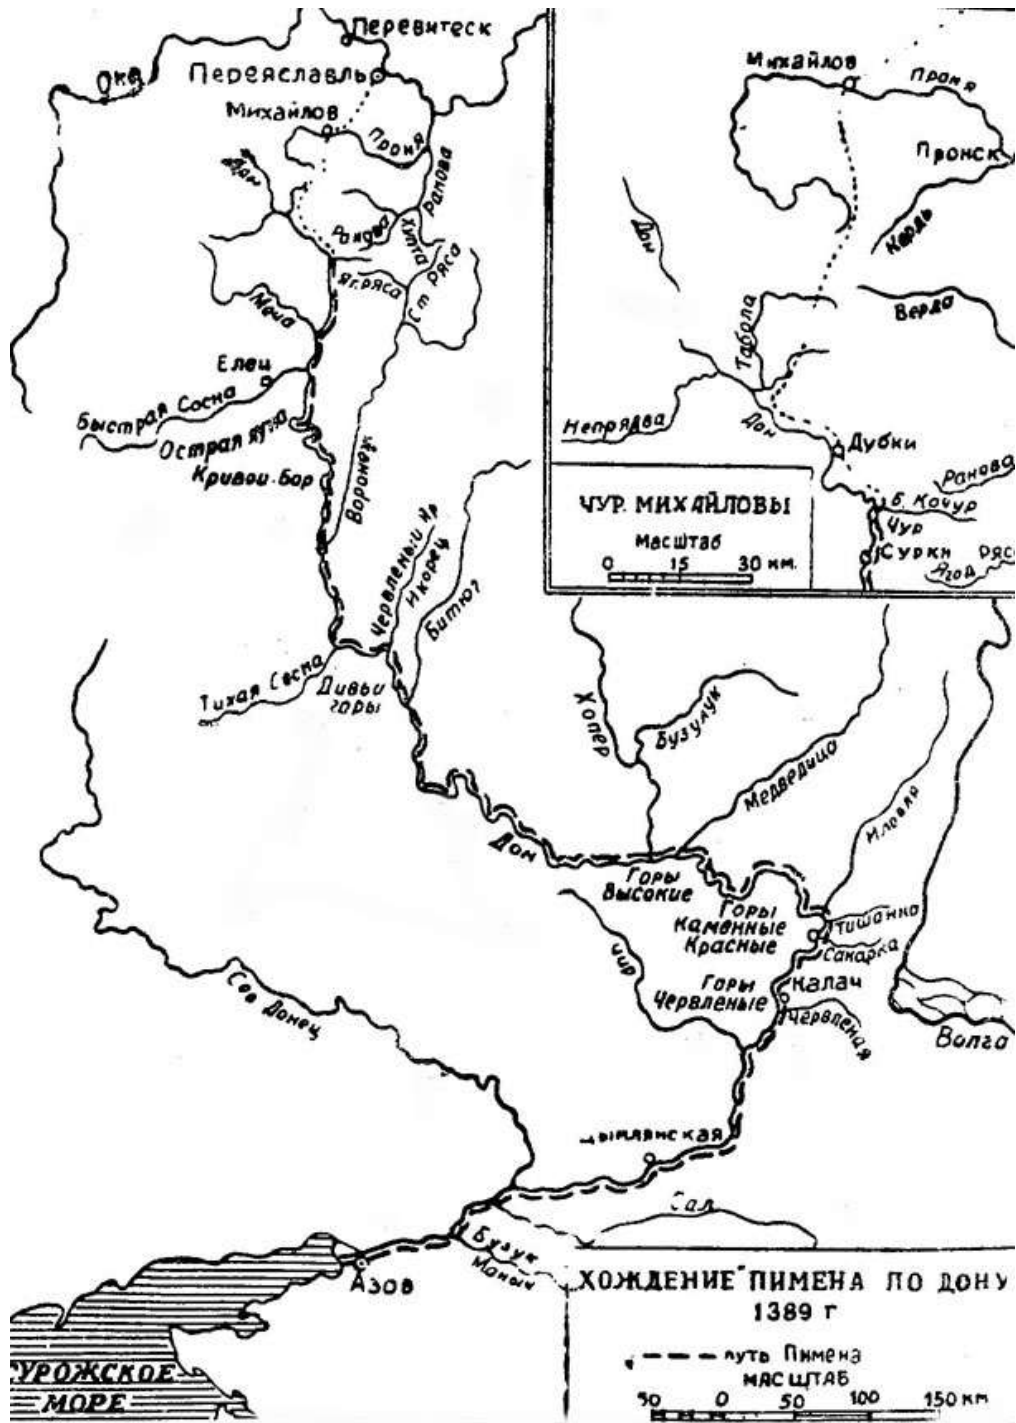 Перевитеск
Ока
Переяславль
Михайлов
Проня
Дон
Ранова
Ранова
Хупта
Яг. ряса
Ст ряса
Меча
Елец
Быстрая Сосна
Острая лука
Кривой Бор
Воронеж
Червленый Яр
Икорец
Битюг
Тихая Сосна
Дивьи
горы
Михайлов
Проня
Пронск
Кердь
Дон
Верда
Табола
Непрядва
Дон
Дубки
Ранова
Б. Кочур
Чур
Сурки
Ягод ряса
ЧУР. МИХАЙЛОВЫ
масштаб
0 15 30 км.
Хопер
Бузулук
Медведица
Иловля
Дон
Горы
Высокие
Горы
Каменные
Красные
Тишанка
Сакарка
Чир
Горы
Червленые
Калач
Червленая
Волга
Сев Донец
Цымлянская
Сал
Бузук
Маныч
Азов
СУРОЖСКОЕ
МОРЕ
ХОЖДЕНИЕ" ПИМЕНА ПО ДОНУ
1389 г
путь Пимена
МАСШТАБ
50 0 50 100 150 км